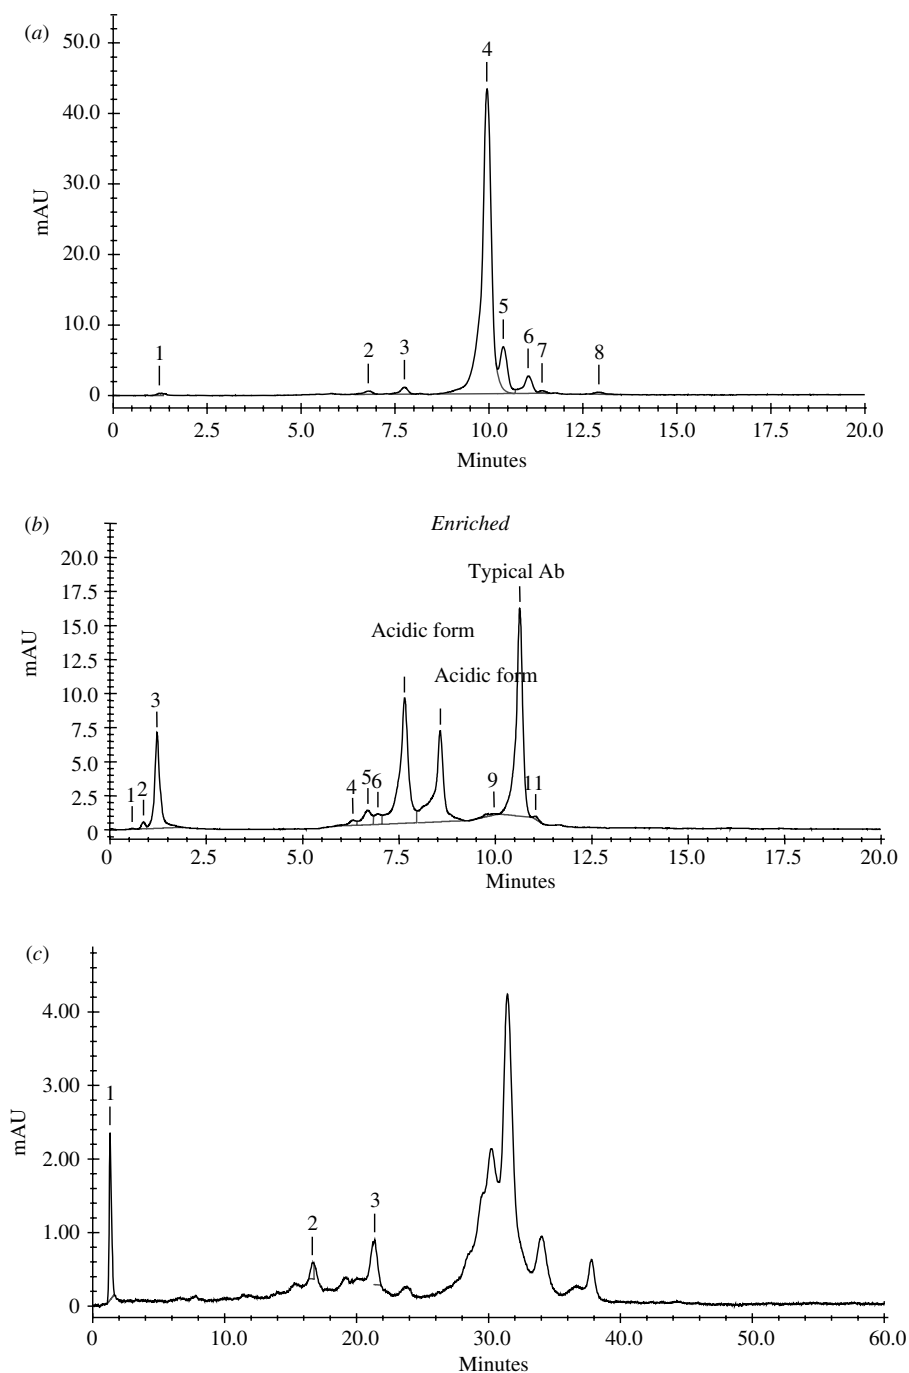 (a)
50.0
40.0
30.0
20.0
10.0
0
mAU
1
2
3
4
5
6
7
8
0 2.5 5.0 7.5 10.0 12.5 15.0 17.5 20.0
Minutes
(b)
Enriched
20.0
17.5
15.0
12.5
10.0
7.5
5.0
2.5
0
mAU
Typical Ab
Acidic form
Acidic form
1
2
3
4
5
6
9
11
0 2.5 5.0 7.5 10.0 12.5 15.0 17.5 20.0
Minutes
(c)
4.00
3.00
2.00
1.00
0
mAU
1
2
3
0 10.0 20.0 30.0 40.0 50.0 60.0
Minutes